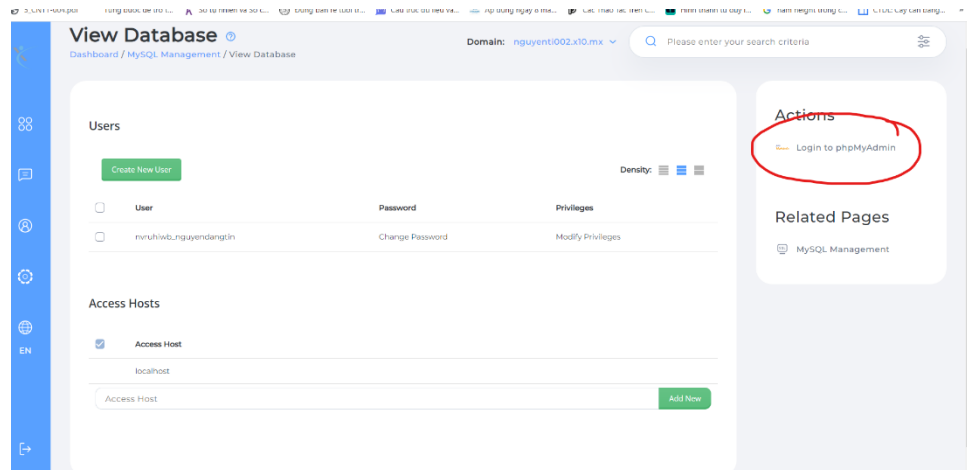 View Database
Domain: nguyenti002.x10.mx
Please enter your search criteria
Dashboard / MySQL Management / View Database
Users
Create New User
Density:
User Password Privileges
nvruhiwb_nguyendangtin Change Password Modify Privileges
Access Hosts
Access Host
localhost
Access Host Add New
EN
Actions
Login to phpMyAdmin
Related Pages
MySQL Management